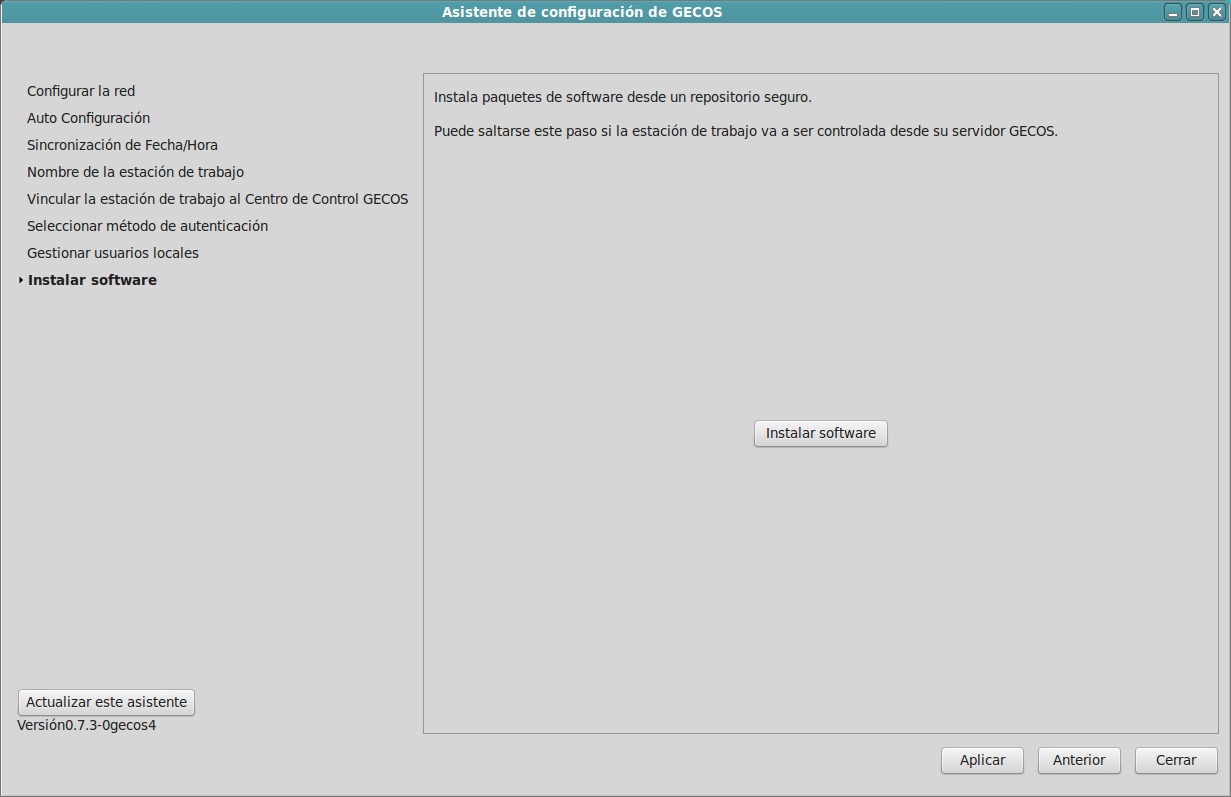 Asistente de configuración de GECOS
Configurar la red
Auto Configuración
Sincronización de Fecha/Hora
Nombre de la estación de trabajo
Vincular la estación de trabajo al Centro de Control GECOS
Seleccionar método de autenticación
Gestionar usuarios locales
Instalar software
Instala paquetes de software desde un repositorio seguro.
Puede saltarse este paso si la estación de trabajo va a ser controlada desde su servidor GECOS.
Instalar software
Actualizar este asistente
Versión0.7.3-0gecos4
Aplicar
Anterior
Cerrar